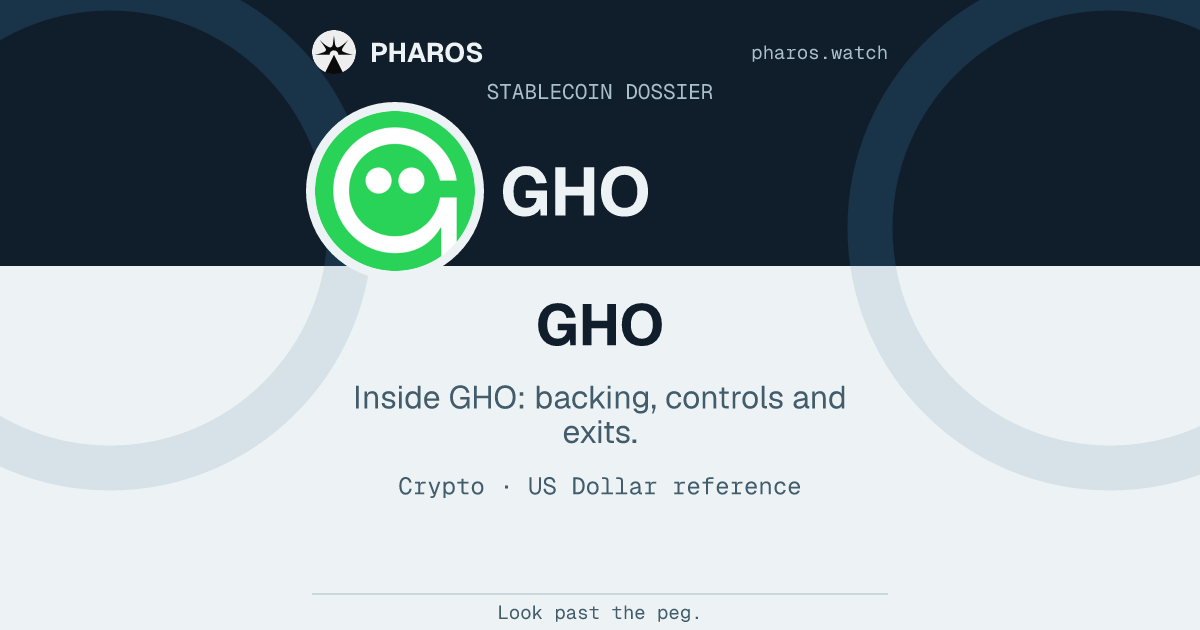 PHAROS
pharos.watch
STABLECOIN DOSSIER
GHO
GHO
Inside GHO: backing, controls and
exits.
Crypto · US Dollar reference
Look past the peg.